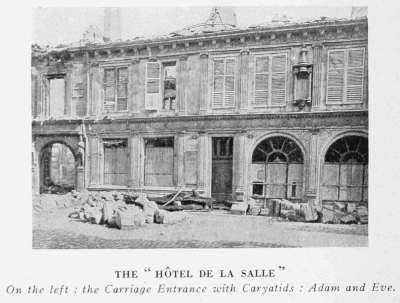 THE "HÔTEL DE LA SALLE"
On the left : the Carriage Entrance with Caryatids : Adam and Eve.